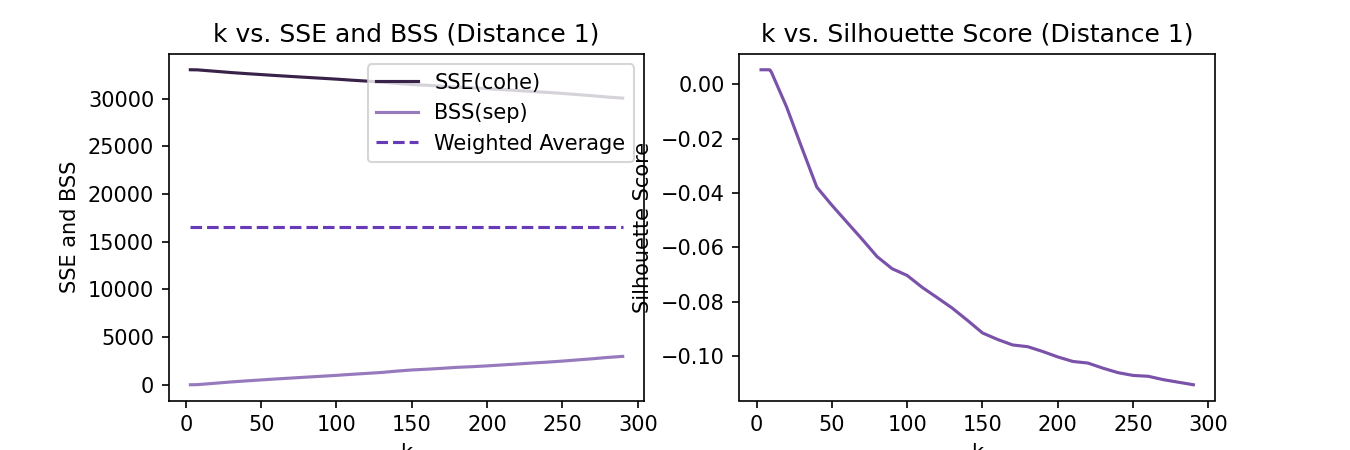 k vs. SSE and BSS (Distance 1)
SSE and BSS
30000
25000
20000
15000
10000
5000
0
SSE(cohe)
BSS(sep)
Weighted Average
0 50 100 150 200 250 300
k
k vs. Silhouette Score (Distance 1)
Silhouette Score
0.00
−0.02
−0.04
−0.06
−0.08
−0.10
0 50 100 150 200 250 300
k